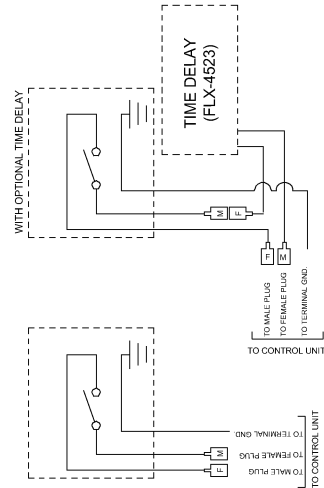 WITH OPTIONAL TIME DELAY
TIME DELAY
(FLX-4523)
M
F
F
M
TO MALE PLUG
TO FEMALE PLUG
TO TERMINAL GND.
TO CONTROL UNIT
TO TERMINAL GND
M
TO FEMALE PLUG
F
TO MALE PLUG
TO CONTROL UNIT